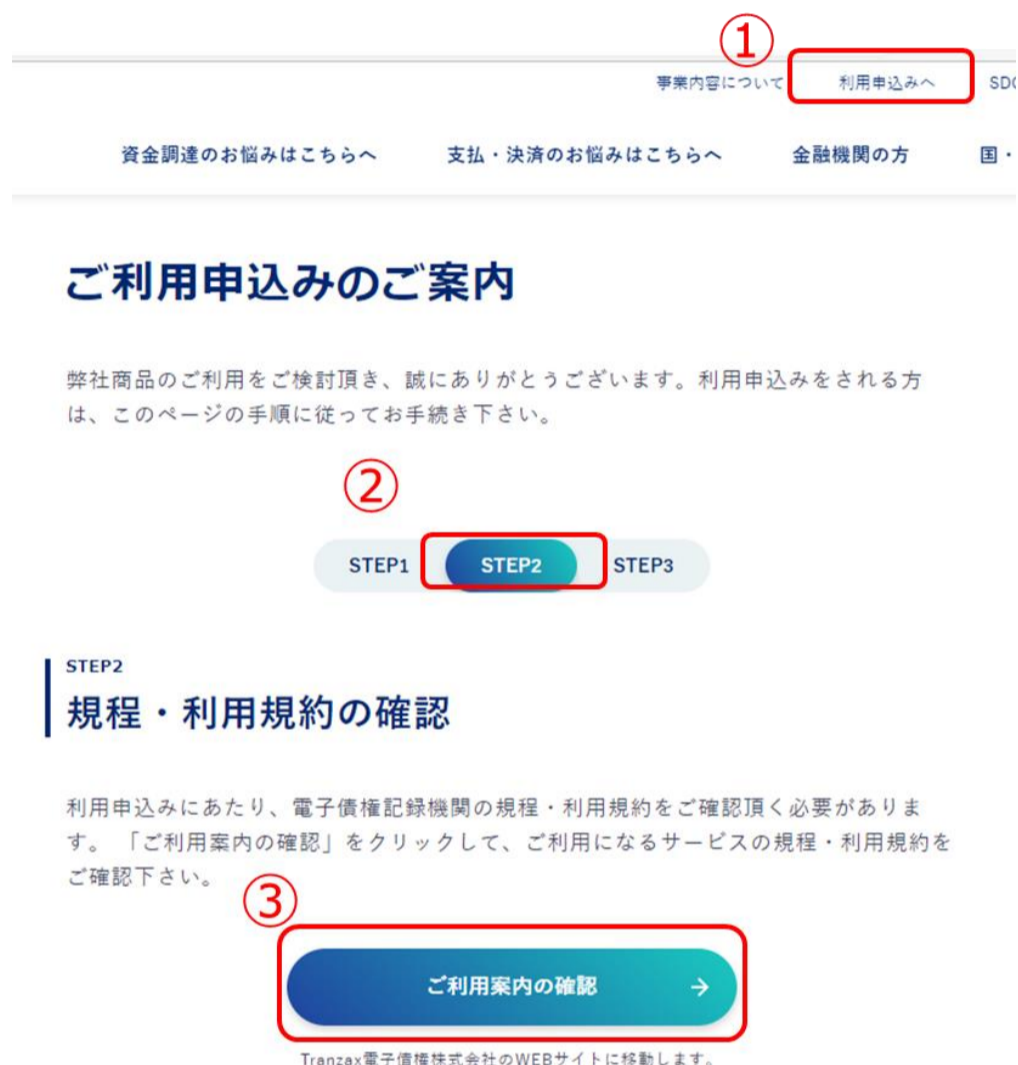 ①
事業内容について 利用申込みへ SDG
資金調達のお悩みはこちらへ 支払・決済のお悩みはこちらへ 金融機関の方 国・
ご利用申込みのご案内
弊社商品のご利用をご検討頂き、誠にありがとうございます。利用申込みをされる方
は、このページの手順に従ってお手続き下さい。
②
STEP1 STEP2 STEP3
STEP2
規程・利用規約の確認
利用申込みにあたり、電子債権記録機関の規程・利用規約をご確認頂く必要がありま
す。 「ご利用案内の確認」をクリックして、ご利用になるサービスの規程・利用規約を
ご確認下さい。
③
ご利用案内の確認 →
Tranzax電子債権株式会社のWEBサイトに移動します。